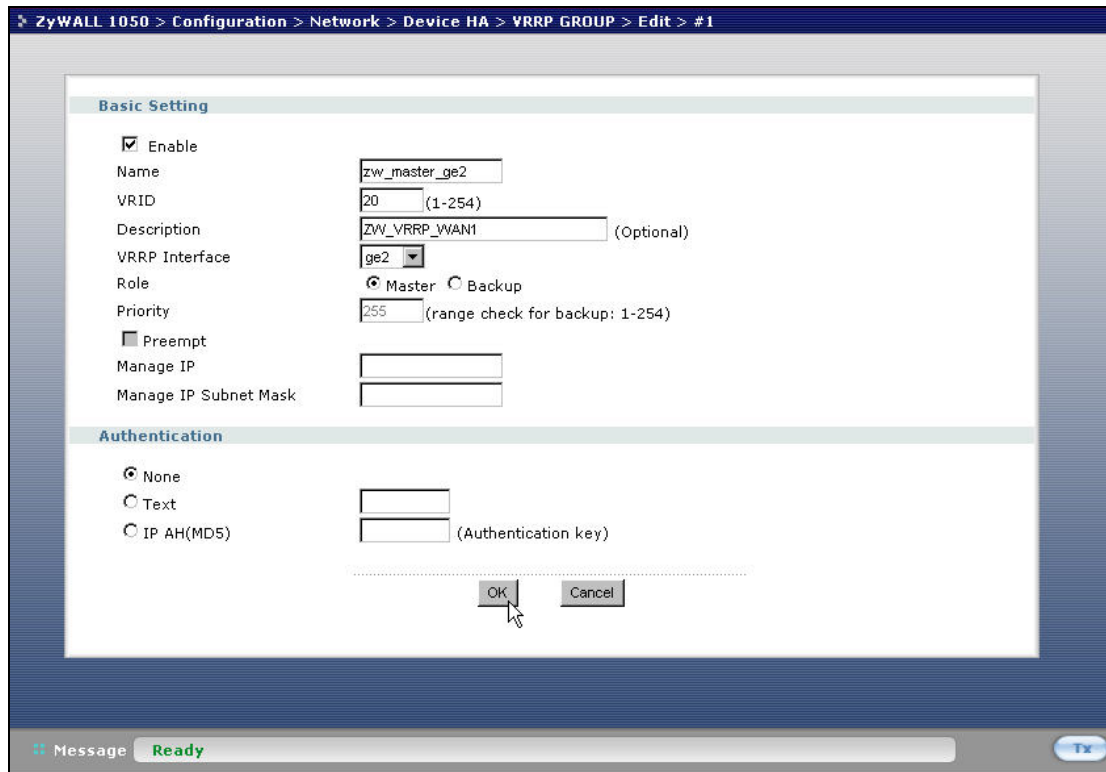 ZyWALL 1050 > Configuration > Network > Device HA > VRRP GROUP > Edit > #1
Basic Setting
Enable
Name zw_master_ge2
VRID 20 (1-254)
Description ZW_VRRP_WAN1 (Optional)
VRRP Interface ge2
Role Master Backup
Priority 255 (range check for backup: 1-254)
Preempt
Manage IP
Manage IP Subnet Mask
Authentication
None
Text
IP AH(MD5) (Authentication key)
OK Cancel
Message Ready Tx